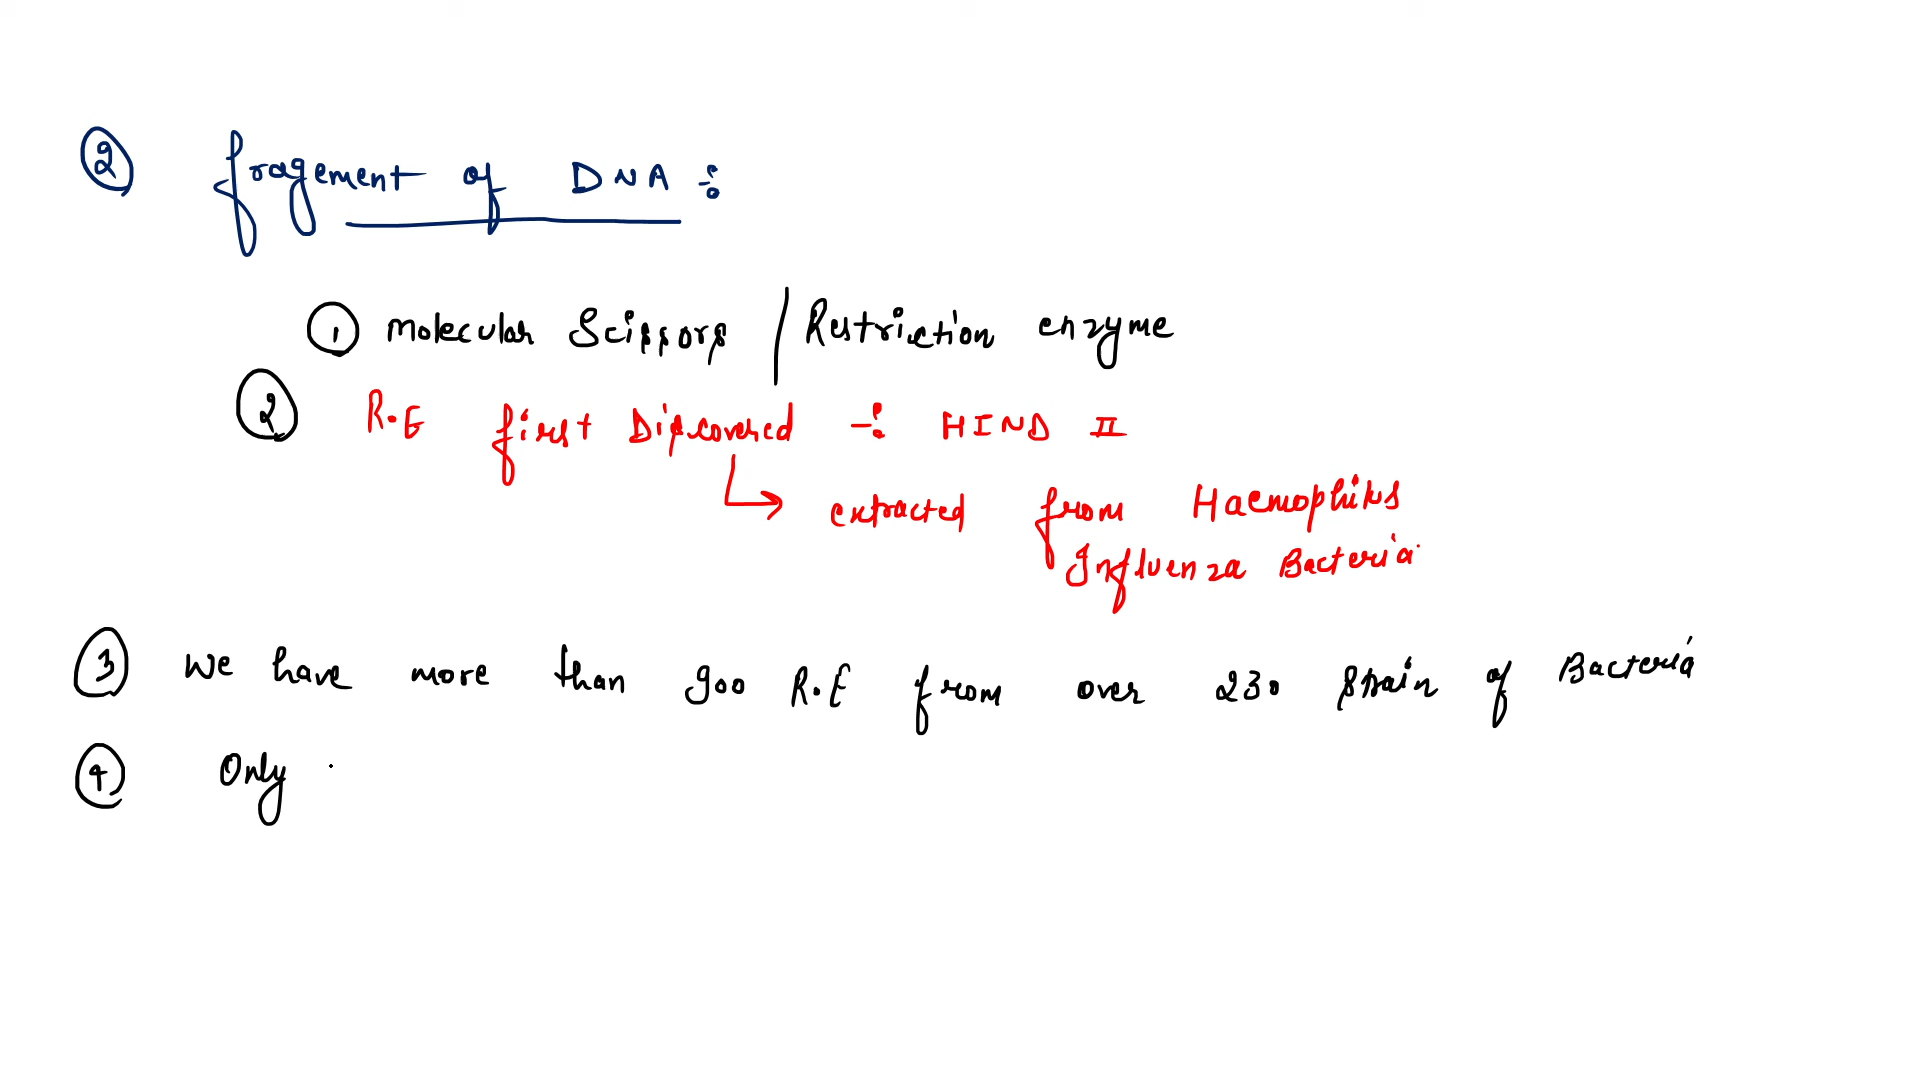 ② fragement of DNA :-
① Molecular Scissors / Restriction enzyme
② R.E first Discovered -: HIND II
extracted from Haemophilus
Influenza Bacteria
③ We have more than 900 R.E from over 230 strain of Bacteria
④ Only